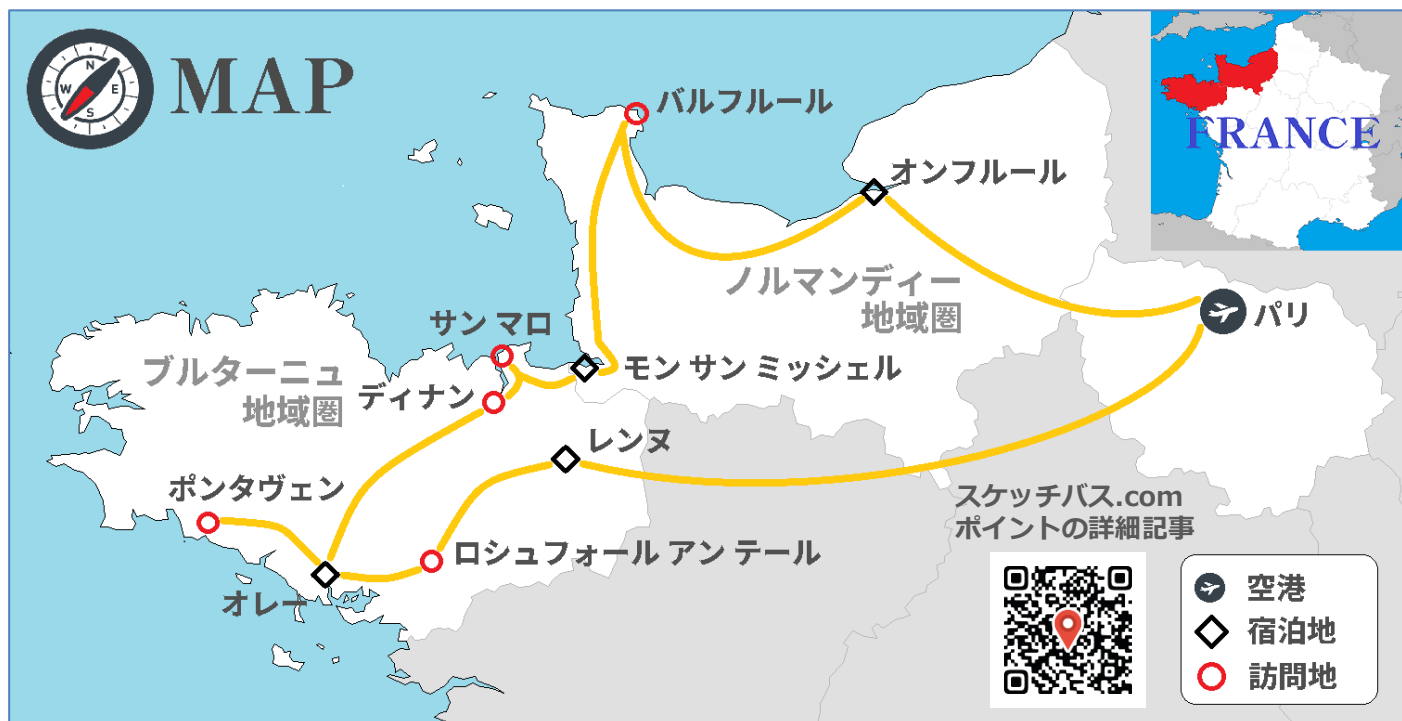 MAP
N
W
E
S
バルフルール
オンフルール
FRANCE
ノルマンディー
地域圏
パリ
サン マロ
モン サン ミッシェル
ブルターニュ
地域圏
ディナン
レンヌ
ポンタヴェン
ロシュフォール アン テール
オレー
スケッチバス.com
ポイントの詳細記事
空港
宿泊地
訪問地